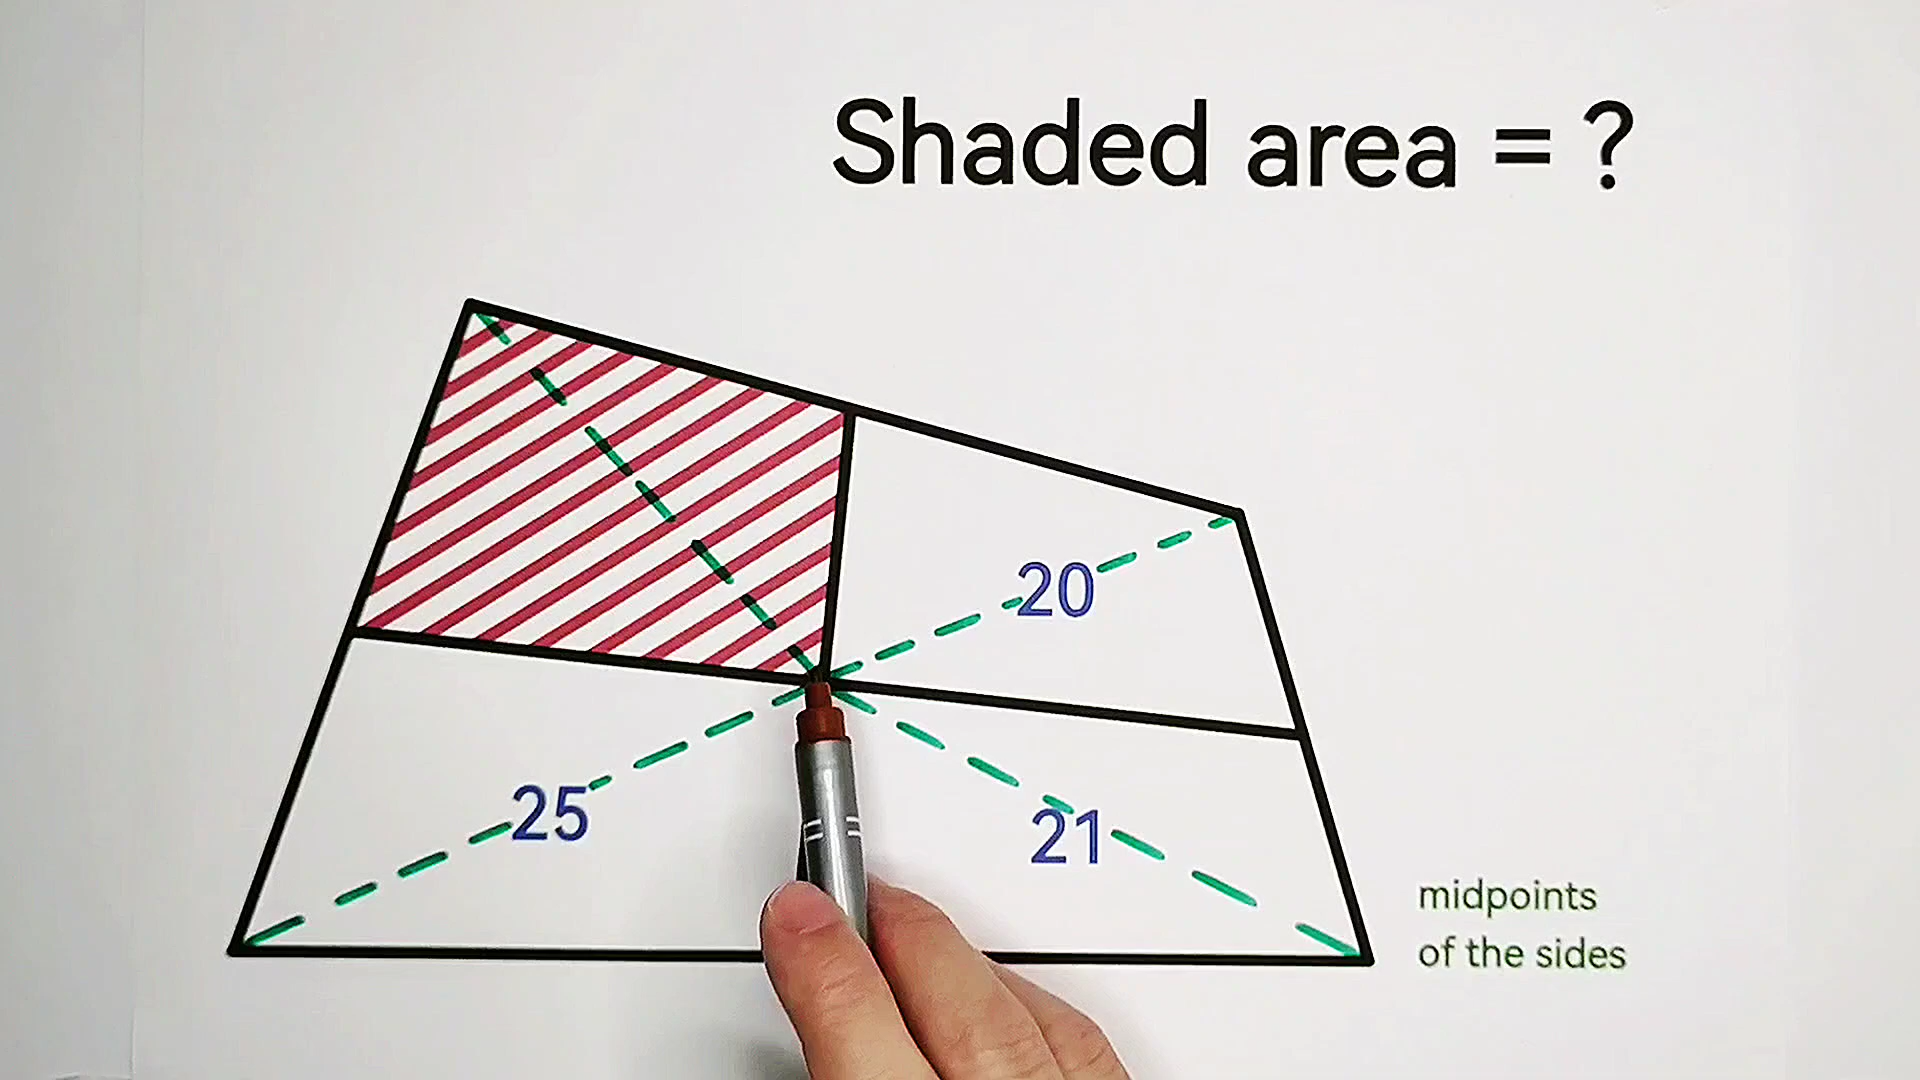 Shaded area = ?
20
25
21
midpoints
of the sides